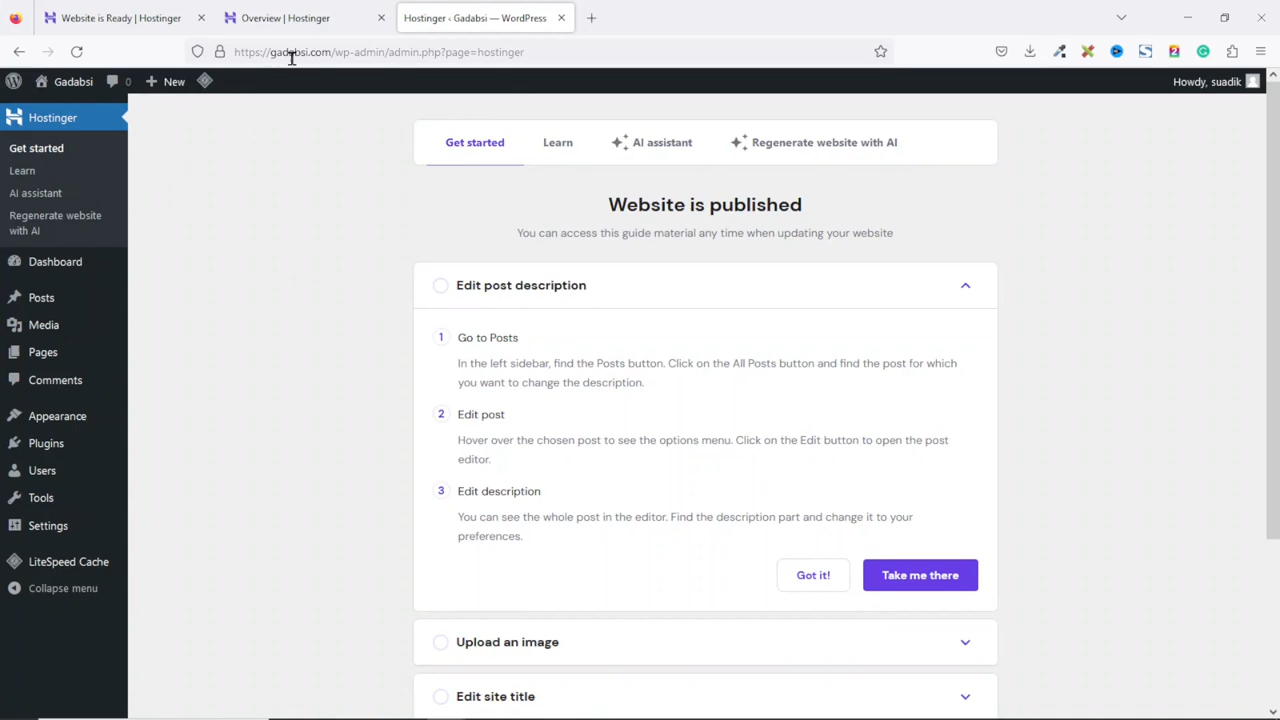 Website is Ready | Hostinger
Overview | Hostinger
Hostinger ‹ Gadabsi — WordPress
https://gadabsi.com/wp-admin/admin.php?page=hostinger
Gadabsi
0
New
Howdy, suadik
Hostinger
Get started
Learn
AI assistant
Regenerate website
with AI
Dashboard
Posts
Media
Pages
Comments
Appearance
Plugins
Users
Tools
Settings
LiteSpeed Cache
Collapse menu
Get started
Learn
AI assistant
Regenerate website with AI
Website is published
You can access this guide material any time when updating your website
Edit post description
1 Go to Posts
In the left sidebar, find the Posts button. Click on the All Posts button and find the post for which
you want to change the description.
2 Edit post
Hover over the chosen post to see the options menu. Click on the Edit button to open the post
editor.
3 Edit description
You can see the whole post in the editor. Find the description part and change it to your
preferences.
Got it!
Take me there
Upload an image
Edit site title